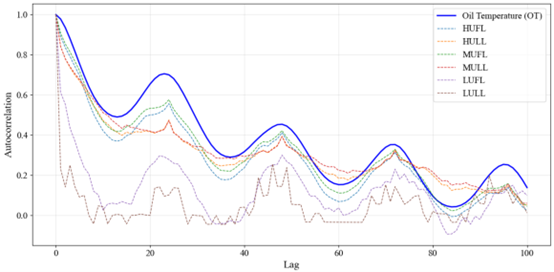 1.0
0.8
0.6
0.4
0.2
0.0
Autocorrelation
0
20
40
60
80
100
Lag
Oil Temperature (OT)
HUFL
HULL
MUFL
MULL
LUFL
LULL